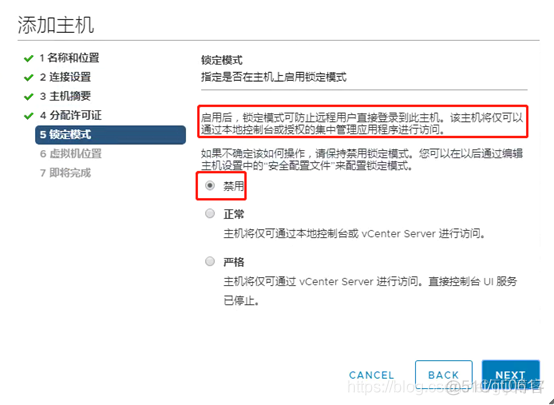 添加主机
1 名称和位置
2 连接设置
3 主机摘要
4 分配许可证
5 锁定模式
6 虚拟机位置
7 即将完成
锁定模式
指定是否在主机上启用锁定模式
启用后，锁定模式可防止远程用户直接登录到此主机。该主机将仅可以
通过本地控制台或授权的集中管理应用程序进行访问。
如果不确定该如何操作，请保持禁用锁定模式。您可以在以后通过编辑
主机设置中的“安全配置文件”来配置锁定模式。
禁用
正常
主机将仅可通过本地控制台或 vCenter Server 进行访问。
严格
主机将仅可通过 vCenter Server 进行访问。直接控制台 UI 服务
已停止。
CANCEL
BACK
NEXT